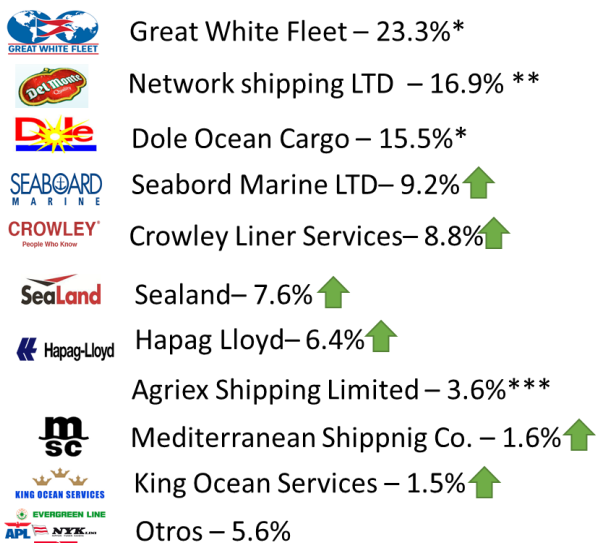 GREAT WHITE FLEET
Great White Fleet – 23.3%*
Del Monte
Quality
Network shipping LTD – 16.9% **
Dole
Dole Ocean Cargo – 15.5%*
SEABOARD
MARINE
Seabord Marine LTD– 9.2%
CROWLEY
People Who Know
Crowley Liner Services– 8.8%
SeaLand
Sealand– 7.6%
Hapag-Lloyd
Hapag Lloyd– 6.4%
Agriex Shipping Limited – 3.6%***
m
sc
Mediterranean Shippnig Co. – 1.6%
KING OCEAN SERVICES
King Ocean Services – 1.5%
EVERGREEN LINE
APL NYK LINE
Otros – 5.6%